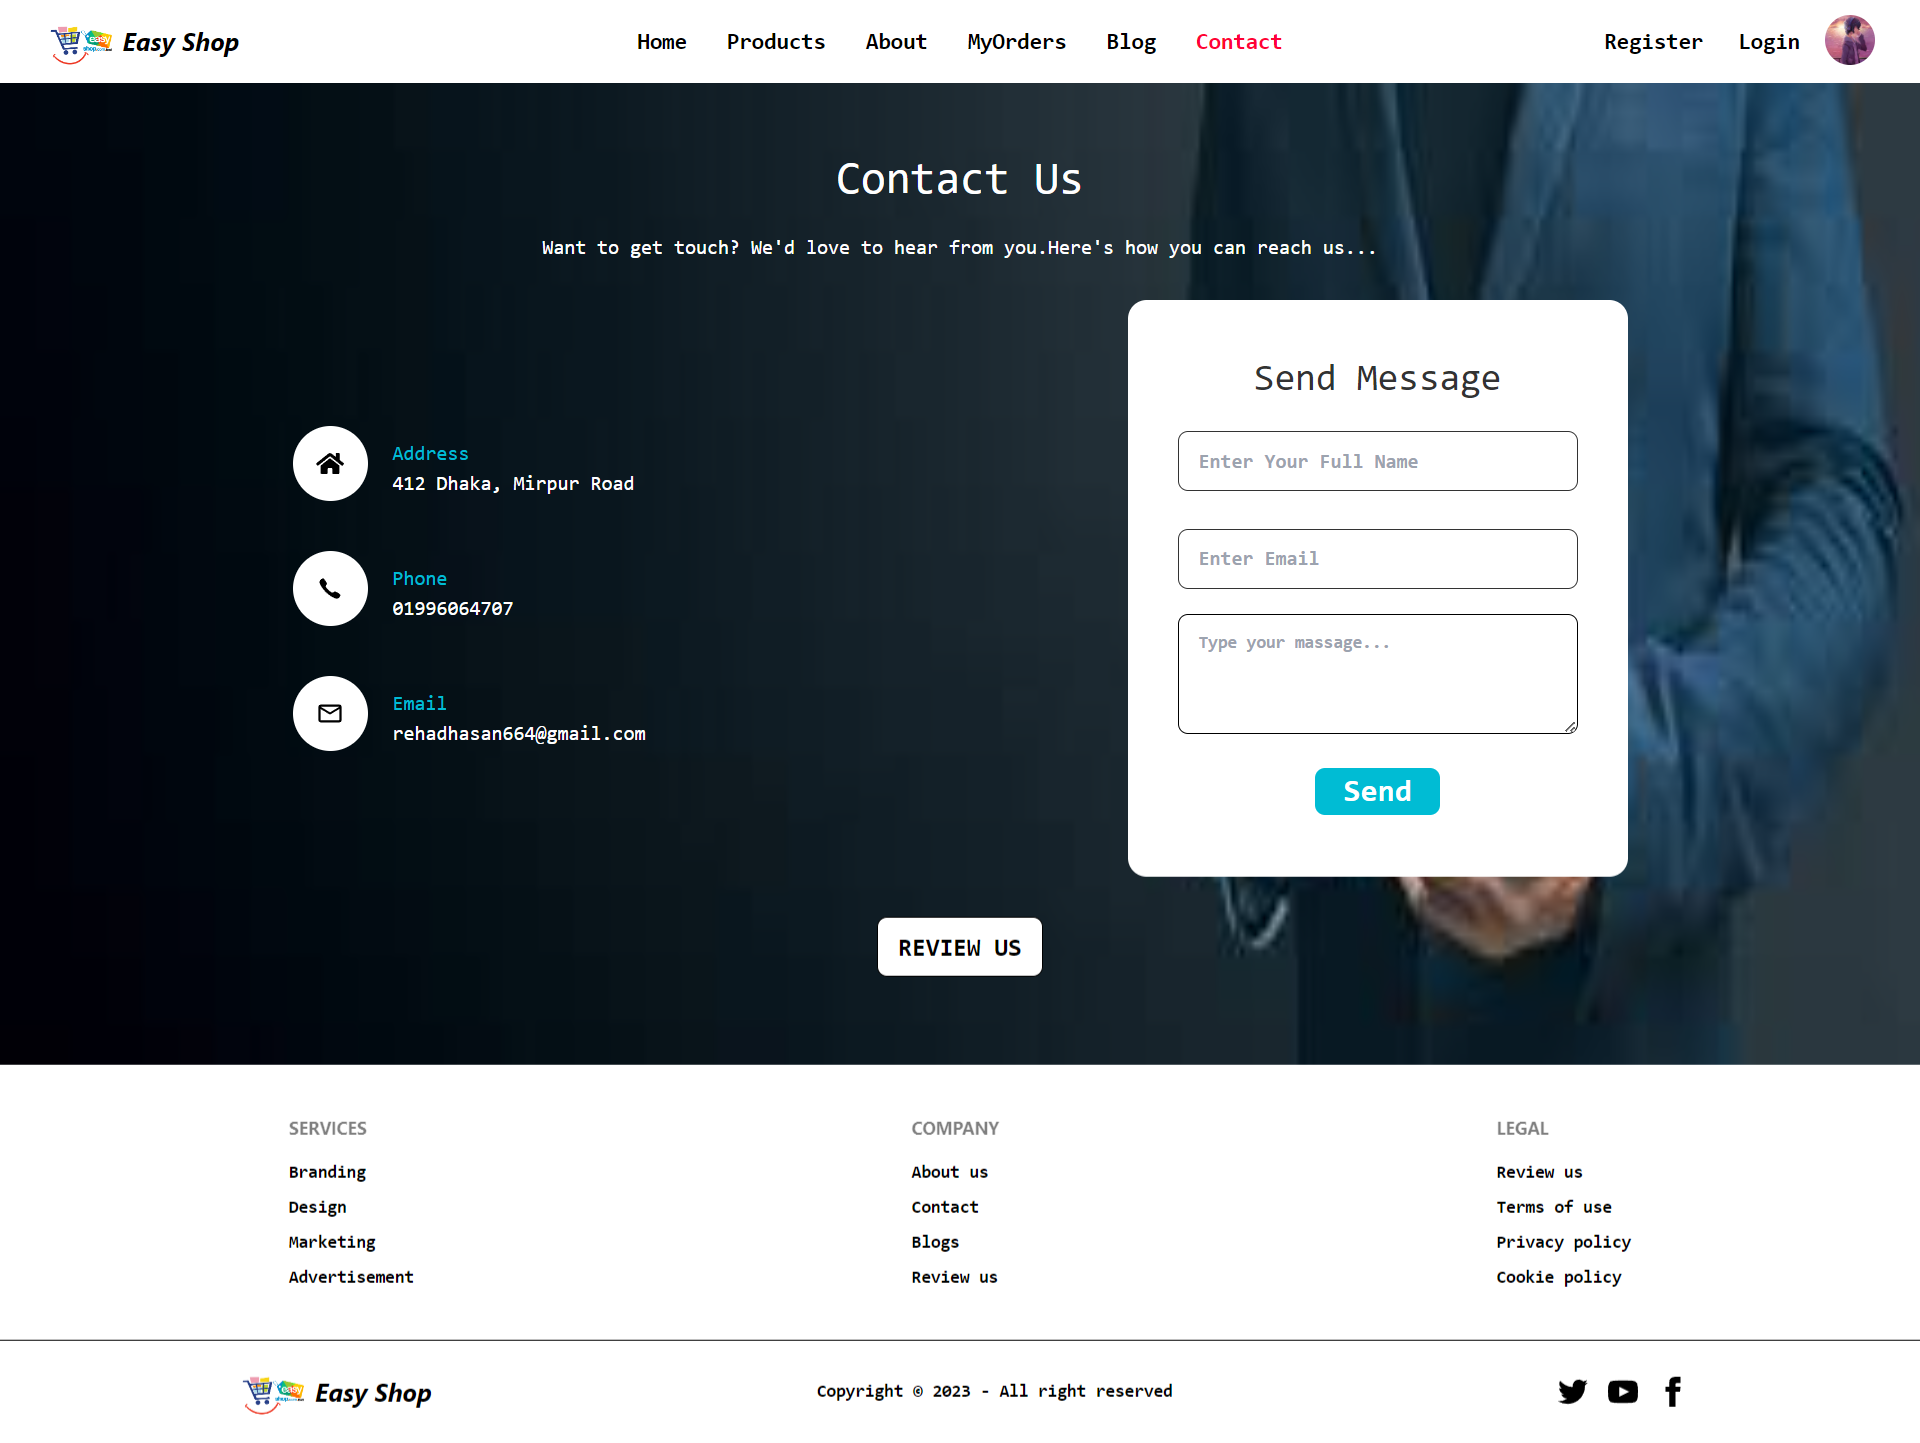 Easy Shop
Home Products About MyOrders Blog Contact Register Login
Contact Us
Want to get touch? We'd love to hear from you.Here's how you can reach us...
Address
412 Dhaka, Mirpur Road
Phone
01996064707
Email
rehadhasan664@gmail.com
Send Message
Enter Your Full Name
Enter Email
Type your massage...
Send
REVIEW US
SERVICES
Branding
Design
Marketing
Advertisement
COMPANY
About us
Contact
Blogs
Review us
LEGAL
Review us
Terms of use
Privacy policy
Cookie policy
easy
Easy Shop
Copyright © 2023 - All right reserved